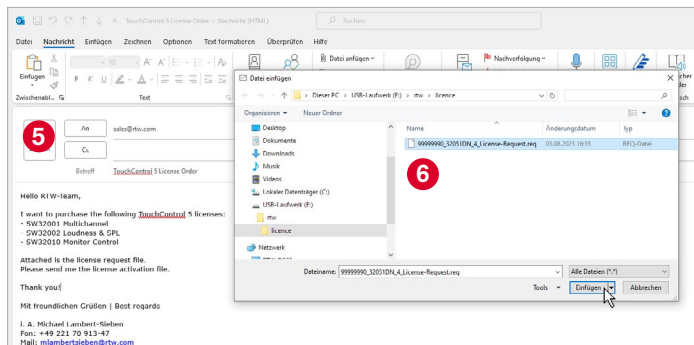 TouchControl 5 License Order - Nachricht (HTML)
Suchen
Datei Nachricht Einfügen Zeichnen Optionen Text formatieren Überprüfen Hilfe
Einfügen
F K U
Zwischenabl...
Text
Datei anfügen
Nachverfolgung
Datei einfügen
Dieser PC > USB-Laufwerk (E:) > rtw > licence
Organisieren Neuer Ordner
Desktop
Dokumente
Downloads
Musik
Videos
Lokaler Datenträger (C:)
USB-Laufwerk (E:)
rtw
licence
Netzwerk
Name Änderungsdatum Typ
99999990_32051DN_4_License-Request.req 03.08.2023 16:35 REQ-Datei
6
Dateiname: 99999990_32051DN_4_License-Request.req Alle Dateien (*.*)
Tools Einfügen Abbrechen
5
An sales@rtw.com
Cc
Betreff TouchControl 5 License Order
Hello RTW-Team,
I want to purchase the following TouchControl 5 licenses:
- SW32001 Multichannel
- SW32002 Loudness & SPL
- SW32010 Monitor Control
Attached is the license request file.
Please send me the license activation file.
Thank you!
Mit freundlichen Grüßen | Best regards
i. A. Michael Lambert-Sieben
Fon: +49 221 70 913-47
Mail: mlambertsieben@rtw.com